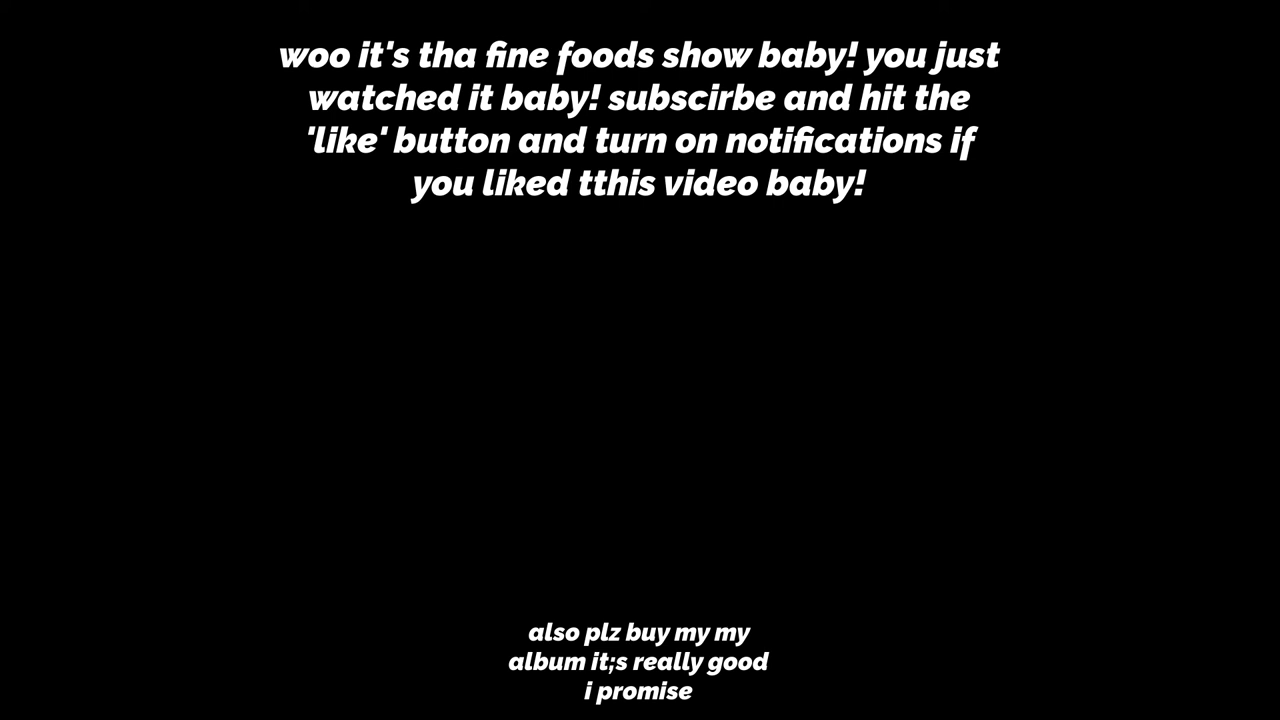 woo it's tha fine foods show baby! you just
watched it baby! subscirbe and hit the
'like' button and turn on notifications if
you liked tthis video baby!
also plz buy my my
album it;s really good
i promise